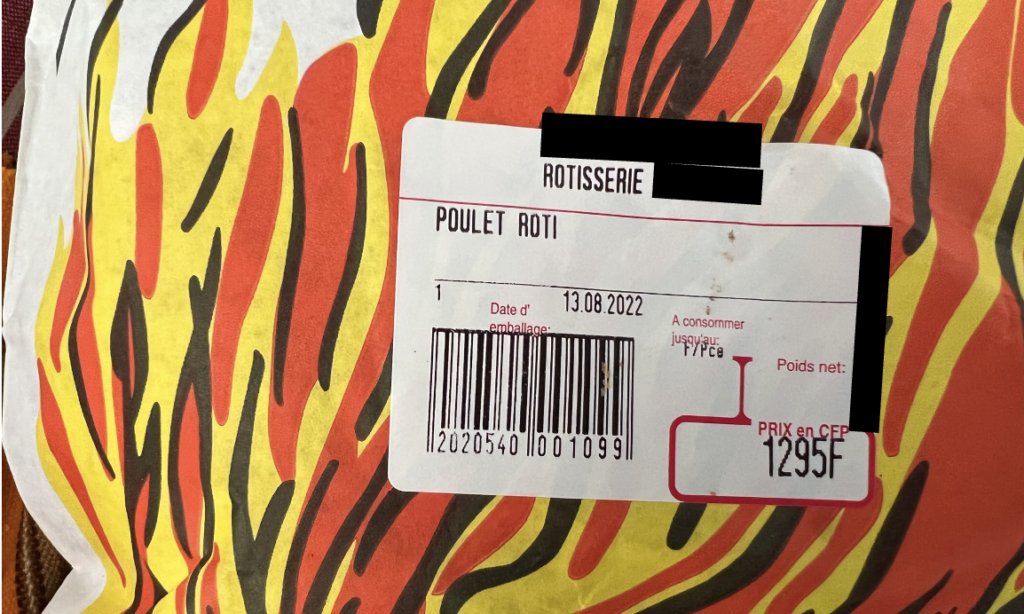 ROTISSERIE
POULET ROTI
1
13.08.2022
Date d'
emballage:
A consommer
jusqu'au:
F/Pce
Poids net:
PRIX en CFP
1295F
2020540 001099